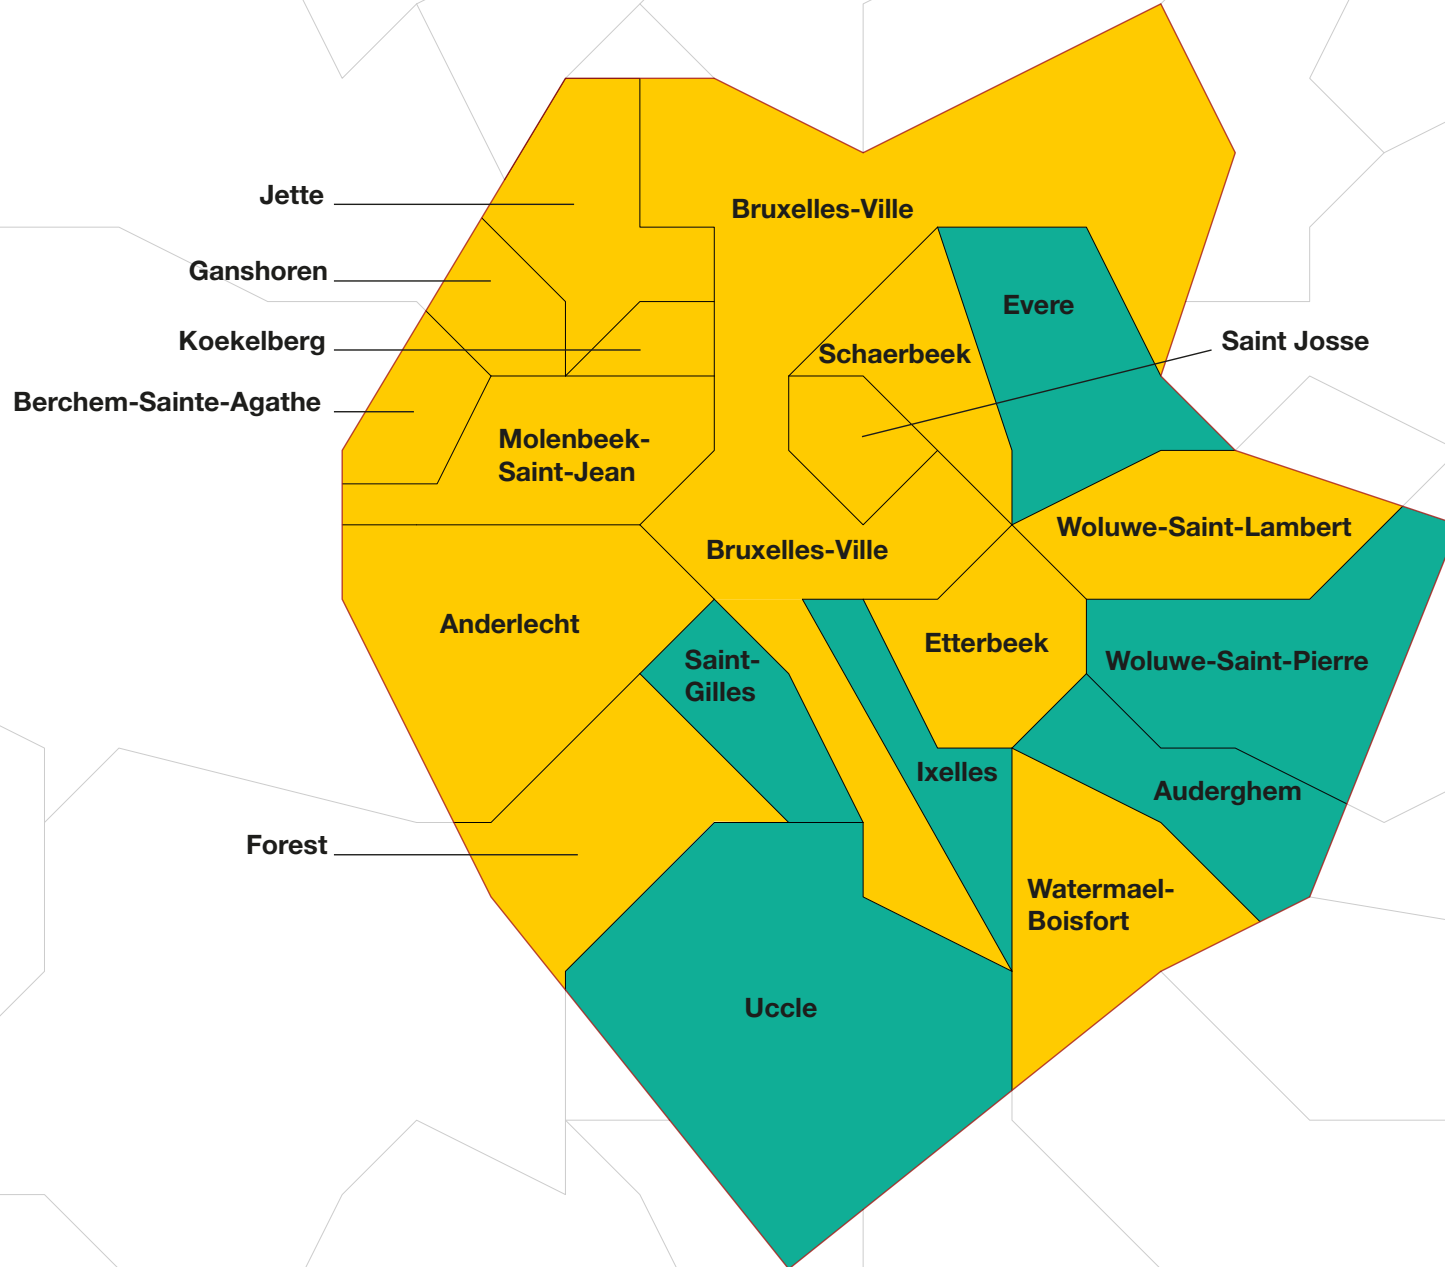 Jette
Bruxelles-Ville
Ganshoren
Evere
Koekelberg
Saint Josse
Schaerbeek
Berchem-Sainte-Agathe
Molenbeek-
Saint-Jean
Woluwe-Saint-Lambert
Bruxelles-Ville
Anderlecht
Etterbeek
Saint-
Gilles
Woluwe-Saint-Pierre
Ixelles
Auderghem
Forest
Watermael-
Boisfort
Uccle